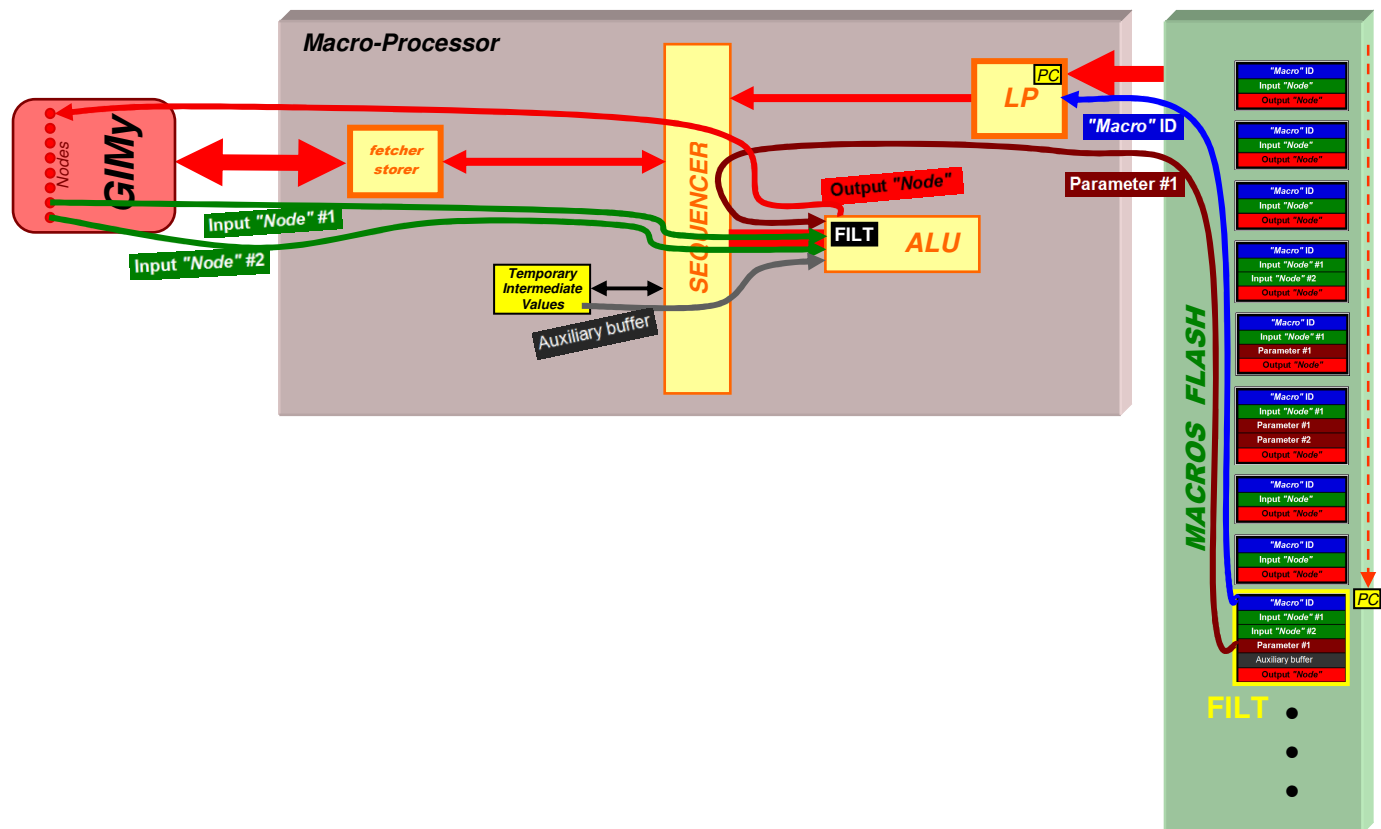 Macro-Processor
GIMy
Nodes
fetcher
storer
SEQUENCER
LP
PC
"Macro" ID
Parameter #1
Output "Node"
FILT
ALU
Input "Node" #1
Input "Node" #2
Temporary
Intermediate
Values
Auxiliary buffer
MACROS FLASH
"Macro" ID
Input "Node"
Output "Node"
"Macro" ID
Input "Node"
Output "Node"
"Macro" ID
Input "Node"
Output "Node"
"Macro" ID
Input "Node" #1
Input "Node" #2
Output "Node"
"Macro" ID
Input "Node" #1
Parameter #1
Output "Node"
"Macro" ID
Input "Node" #1
Parameter #1
Parameter #2
Output "Node"
"Macro" ID
Input "Node"
Output "Node"
"Macro" ID
Input "Node"
Output "Node"
PC
"Macro" ID
Input "Node" #1
Input "Node" #2
Parameter #1
Auxiliary buffer
Output "Node"
FILT